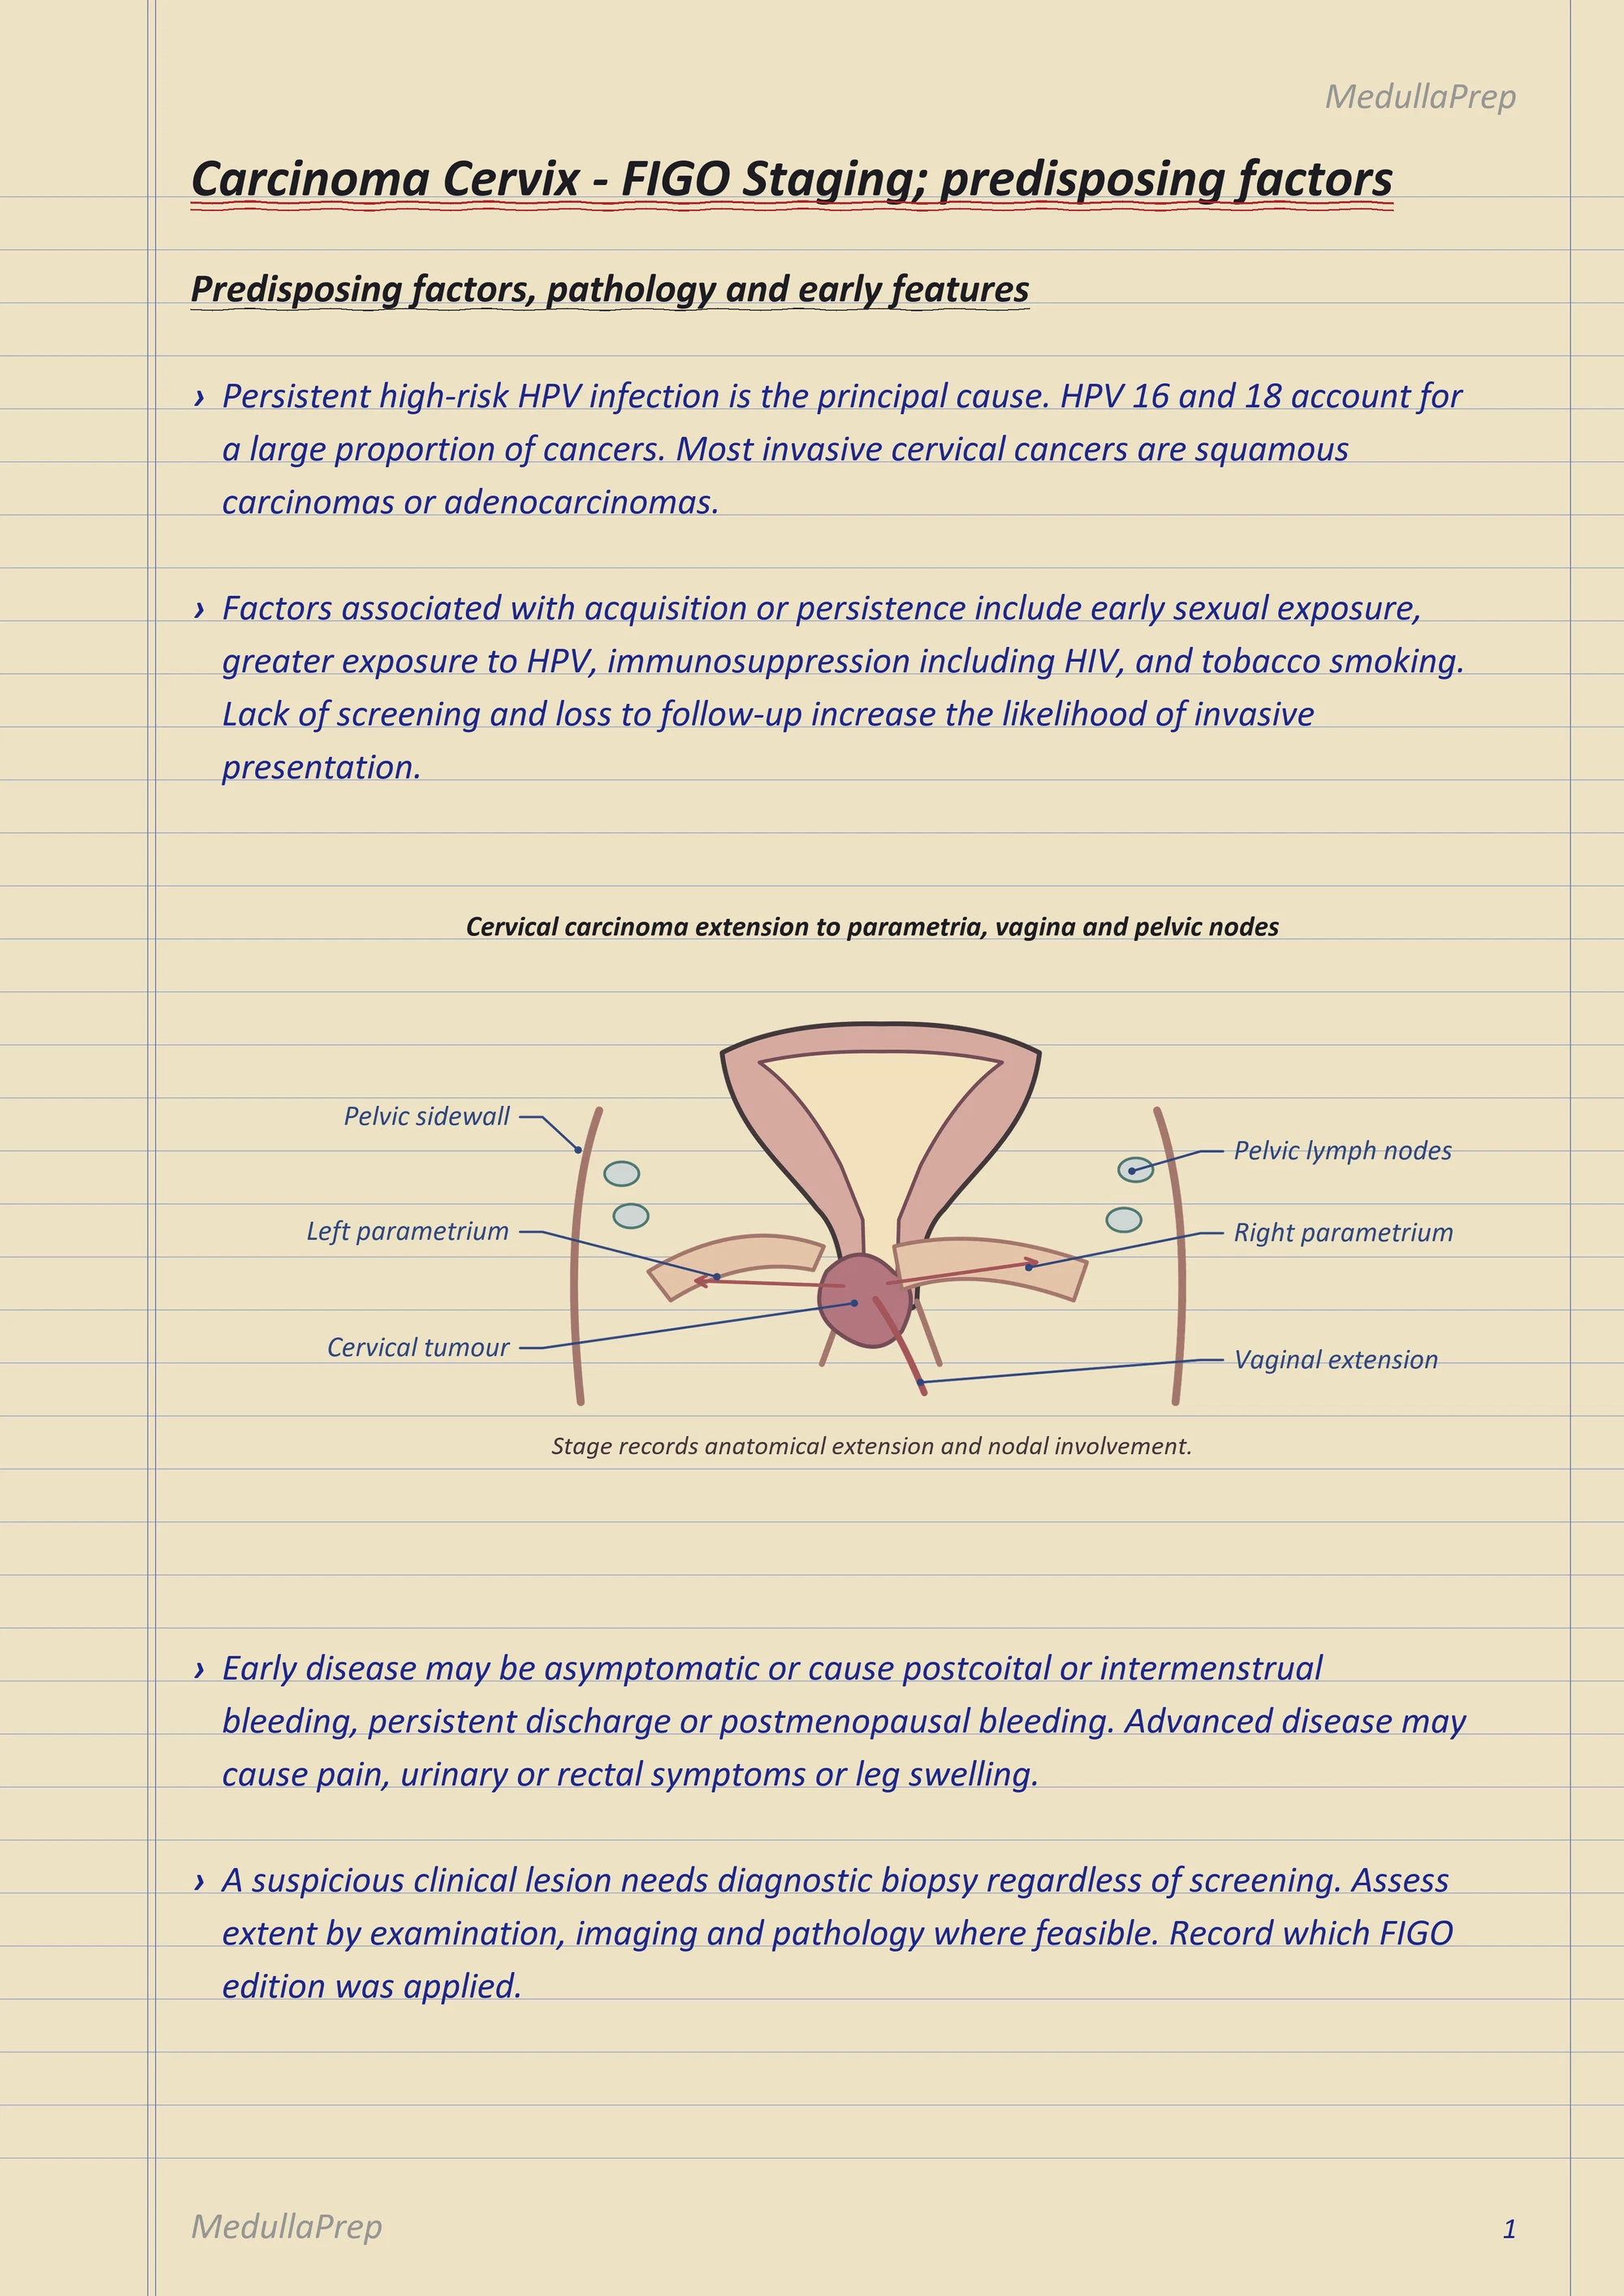 MedullaPrep
Carcinoma Cervix - FIGO Staging; predisposing factors
Predisposing factors, pathology and early features
› Persistent high-risk HPV infection is the principal cause. HPV 16 and 18 account for
a large proportion of cancers. Most invasive cervical cancers are squamous
carcinomas or adenocarcinomas.
› Factors associated with acquisition or persistence include early sexual exposure,
greater exposure to HPV, immunosuppression including HIV, and tobacco smoking.
Lack of screening and loss to follow-up increase the likelihood of invasive
presentation.
Cervical carcinoma extension to parametria, vagina and pelvic nodes
Pelvic sidewall
Pelvic lymph nodes
Left parametrium
Right parametrium
Cervical tumour
Vaginal extension
Stage records anatomical extension and nodal involvement.
› Early disease may be asymptomatic or cause postcoital or intermenstrual
bleeding, persistent discharge or postmenopausal bleeding. Advanced disease may
cause pain, urinary or rectal symptoms or leg swelling.
› A suspicious clinical lesion needs diagnostic biopsy regardless of screening. Assess
extent by examination, imaging and pathology where feasible. Record which FIGO
edition was applied.
MedullaPrep
1